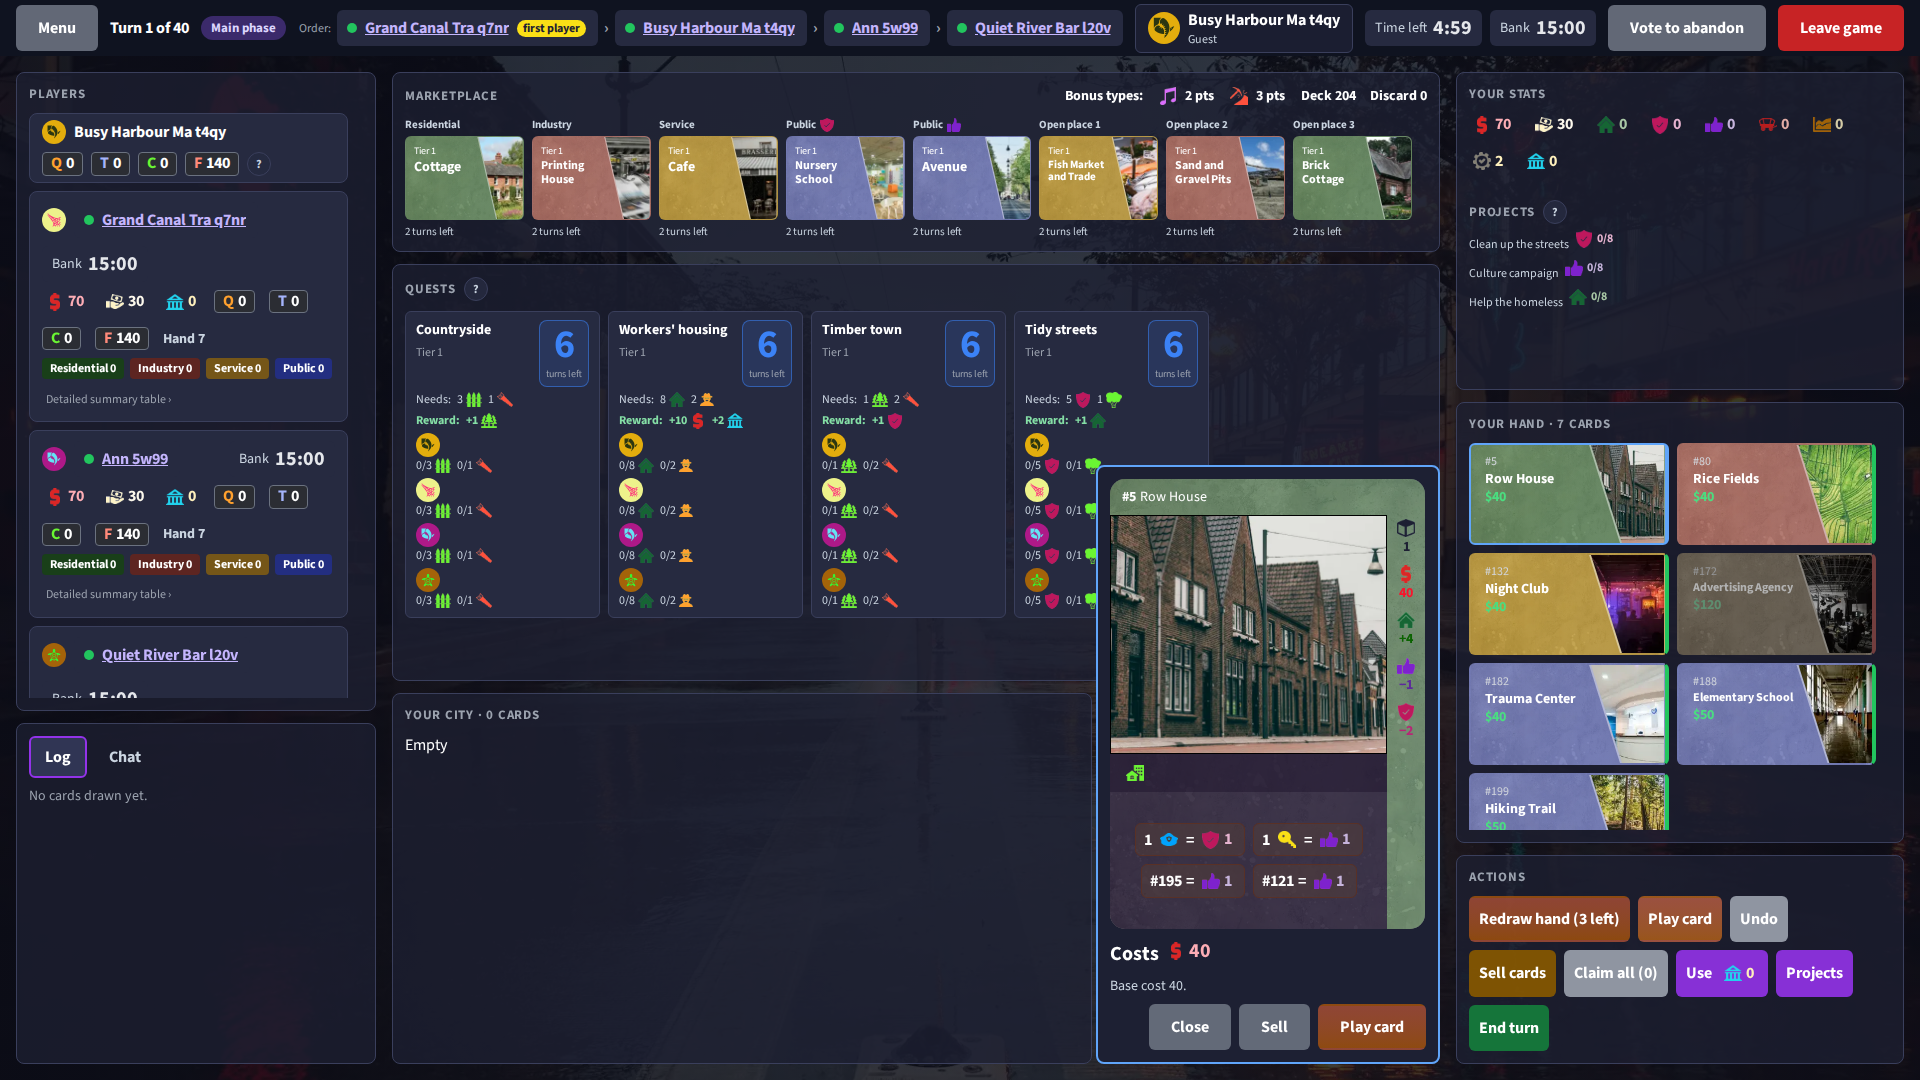 Menu
Turn 1 of 40
Main phase
Order:
Grand Canal Tra q7nr
first player
›
Busy Harbour Ma t4qy
›
Ann 5w99
›
Quiet River Bar l20v
Busy Harbour Ma t4qy
Guest
Time left 4:59
Bank 15:00
Vote to abandon
Leave game
PLAYERS
Busy Harbour Ma t4qy
Q 0
T 0
C 0
F 140
?
Grand Canal Tra q7nr
Bank 15:00
70
30
0
Q 0
T 0
C 0
F 140
Hand 7
Residential 0
Industry 0
Service 0
Public 0
Detailed summary table ›
Ann 5w99
Bank 15:00
70
30
0
Q 0
T 0
C 0
F 140
Hand 7
Residential 0
Industry 0
Service 0
Public 0
Detailed summary table ›
Quiet River Bar l20v
Bank 15:00
Log
Chat
No cards drawn yet.
MARKETPLACE
Bonus types:
2 pts
3 pts
Deck 204
Discard 0
Residential
Tier 1
Cottage
2 turns left
Industry
Tier 1
Printing
House
2 turns left
Service
Tier 1
Cafe
2 turns left
Public
Tier 1
Nursery
School
2 turns left
Public
Tier 1
Avenue
2 turns left
Open place 1
Tier 1
Fish Market
and Trade
2 turns left
Open place 2
Tier 1
Sand and
Gravel Pits
2 turns left
Open place 3
Tier 1
Brick
Cottage
2 turns left
QUESTS
?
Countryside
Tier 1
6
turns left
Needs: 3 1
Reward: +1
0/3 0/1
0/3 0/1
0/3 0/1
0/3 0/1
Workers' housing
Tier 1
6
turns left
Needs: 8 2
Reward: +10 +2
0/8 0/2
0/8 0/2
0/8 0/2
0/8 0/2
Timber town
Tier 1
6
turns left
Needs: 1 2
Reward: +1
0/1 0/2
0/1 0/2
0/1 0/2
0/1 0/2
Tidy streets
Tier 1
6
turns left
Needs: 5 1
Reward: +1
0/5 0/1
0/5 0/1
0/5 0/1
0/5 0/1
YOUR CITY · 0 CARDS
Empty
#5 Row House
1
40
+4
−1
−2
1 = 1
1 = 1
#195 = 1
#121 = 1
Costs 40
Base cost 40.
Close
Sell
Play card
YOUR STATS
70
30
0
0
0
0
0
2
0
PROJECTS
?
Clean up the streets 0/8
Culture campaign 0/8
Help the homeless 0/8
YOUR HAND · 7 CARDS
#5
Row House
$40
#80
Rice Fields
$40
#132
Night Club
$40
#172
Advertising Agency
$120
#182
Trauma Center
$40
#188
Elementary School
$50
#199
Hiking Trail
$50
ACTIONS
Redraw hand (3 left)
Play card
Undo
Sell cards
Claim all (0)
Use 0
Projects
End turn